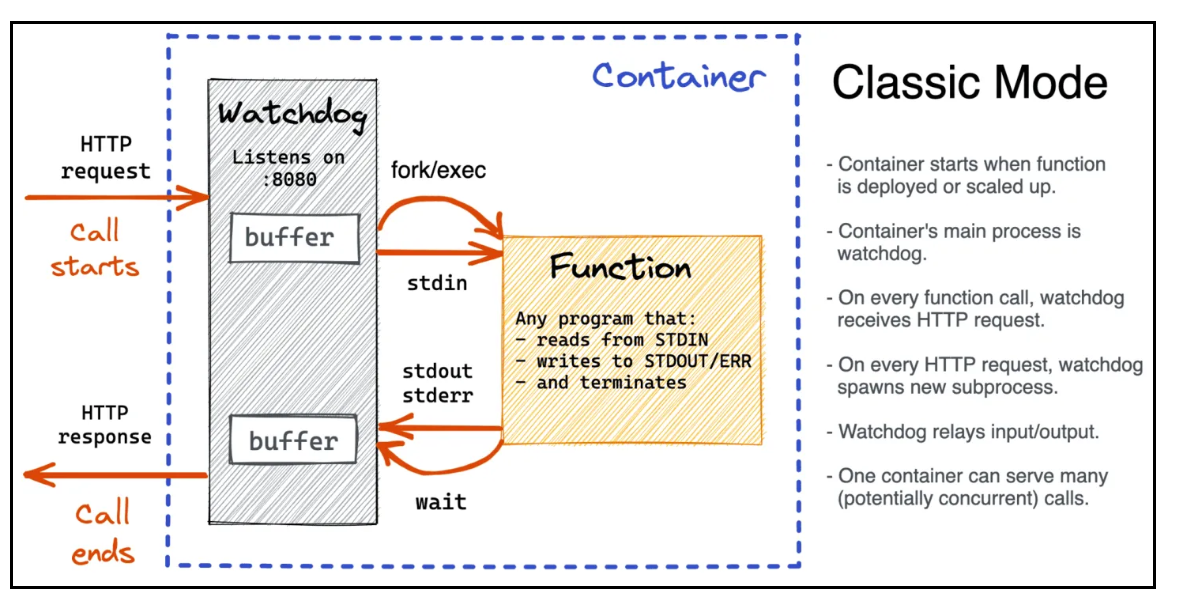 Container
Watchdog
Listens on
:8080
HTTP
request
Call
starts
buffer
fork/exec
stdin
Function
Any program that:
- reads from STDIN
- writes to STDOUT/ERR
- and terminates
stdout
stderr
buffer
wait
HTTP
response
Call
ends
Classic Mode
- Container starts when function
is deployed or scaled up.
- Container's main process is
watchdog.
- On every function call, watchdog
receives HTTP request.
- On every HTTP request, watchdog
spawns new subprocess.
- Watchdog relays input/output.
- One container can serve many
(potentially concurrent) calls.